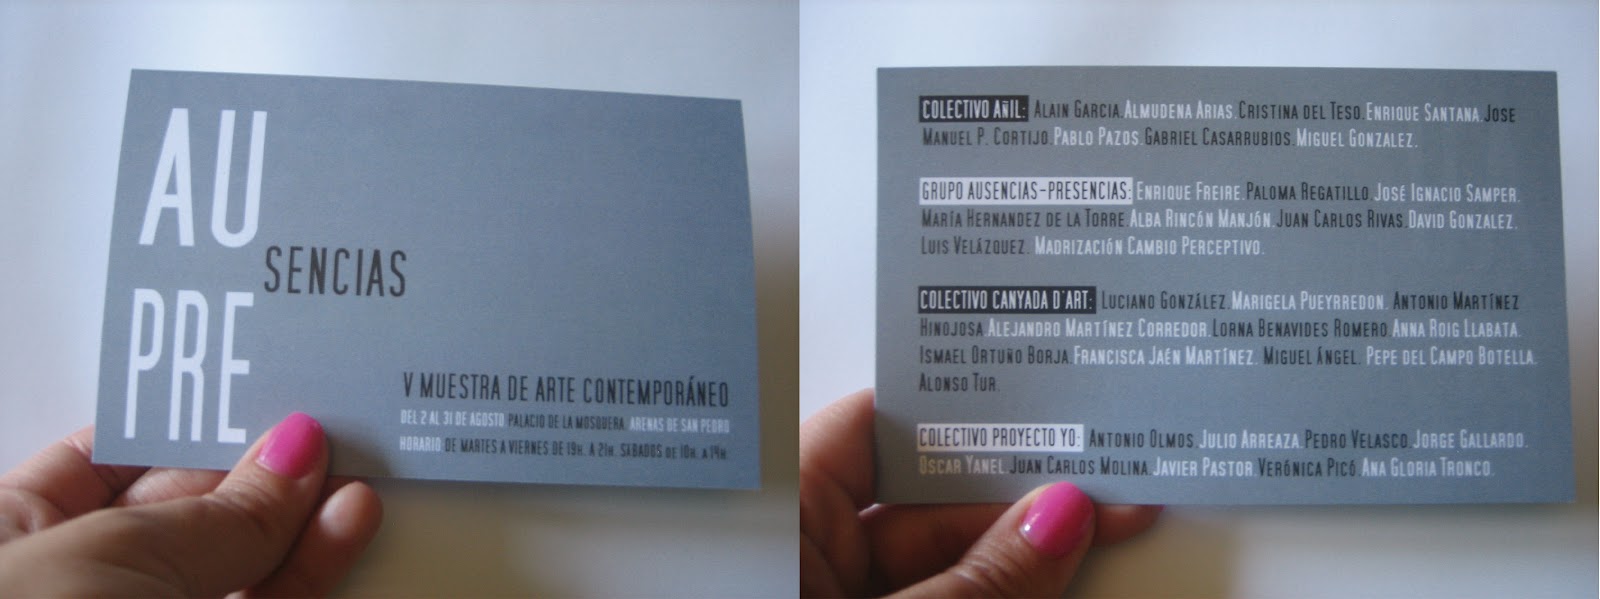 AU
SENCIAS
PRE
V MUESTRA DE ARTE CONTEMPORÁNEO
DEL 2 AL 31 DE AGOSTO PALACIO DE LA MOSQUERA. ARENAS DE SAN PEDRO
HORARIO DE MARTES A VIERNES DE 19H. A 21H. SABADOS DE 10H. A 14H.
COLECTIVO AÑIL: ALAIN GARCIA. ALMUDENA ARIAS. CRISTINA DEL TESO. ENRIQUE SANTANA. JOSE
MANUEL P. CORTIJO. PABLO PAZOS. GABRIEL CASARRUBIOS. MIGUEL GONZALEZ.
GRUPO AUSENCIAS-PRESENCIAS: ENRIQUE FREIRE. PALOMA REGATILLO. JOSÉ IGNACIO SAMPER.
MARÍA HERNANDEZ DE LA TORRE. ALBA RINCÓN MANJÓN. JUAN CARLOS RIVAS. DAVID GONZALEZ.
LUIS VELÁZQUEZ. MADRIZACIÓN CAMBIO PERCEPTIVO.
COLECTIVO CANYADA D'ART: LUCIANO GONZÁLEZ. MARIGELA PUEYRREDON. ANTONIO MARTÍNEZ
HINOJOSA. ALEJANDRO MARTÍNEZ CORREDOR. LORNA BENAVIDES ROMERO. ANNA ROIG LLABATA.
ISMAEL ORTUÑO BORJA. FRANCISCA JAÉN MARTÍNEZ. MIGUEL ÁNGEL. PEPE DEL CAMPO BOTELLA.
ALONSO TUR.
COLECTIVO PROYECTO YO: ANTONIO OLMOS. JULIO ARREAZA. PEDRO VELASCO. JORGE GALLARDO.
OSCAR YANEL. JUAN CARLOS MOLINA. JAVIER PASTOR. VERÓNICA PICÓ. ANA GLORIA TRONCO.